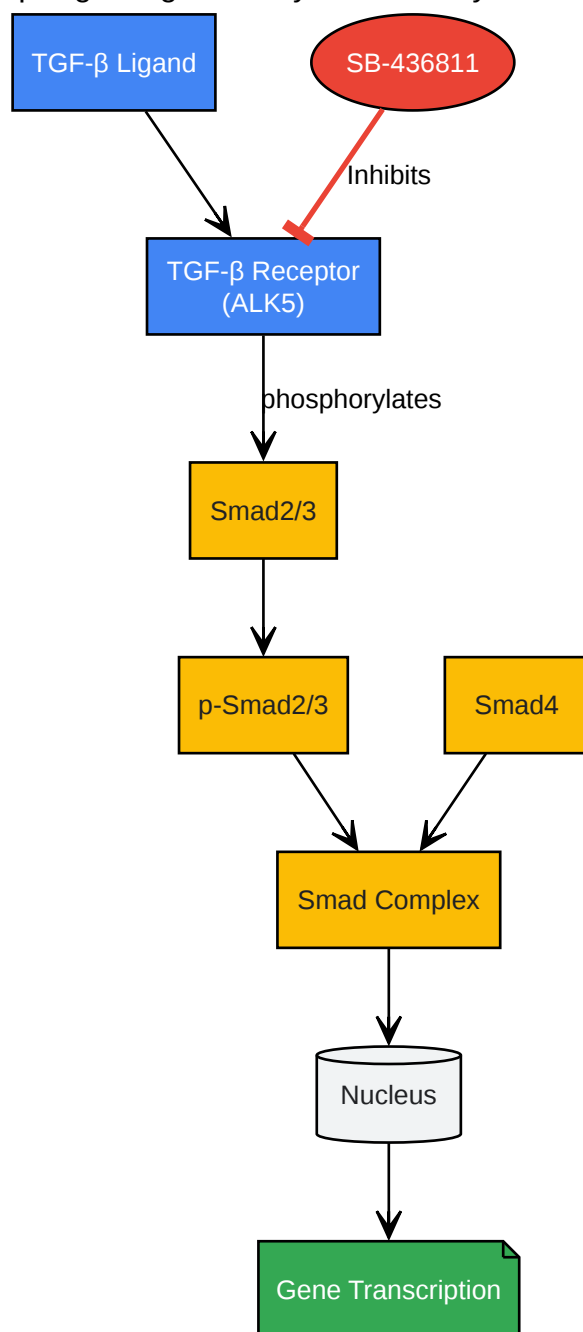 TGF-β Ligand
SB-436811
Inhibits
TGF-β Receptor
(ALK5)
phosphorylates
Smad2/3
p-Smad2/3
Smad4
Smad Complex
Nucleus
Gene Transcription